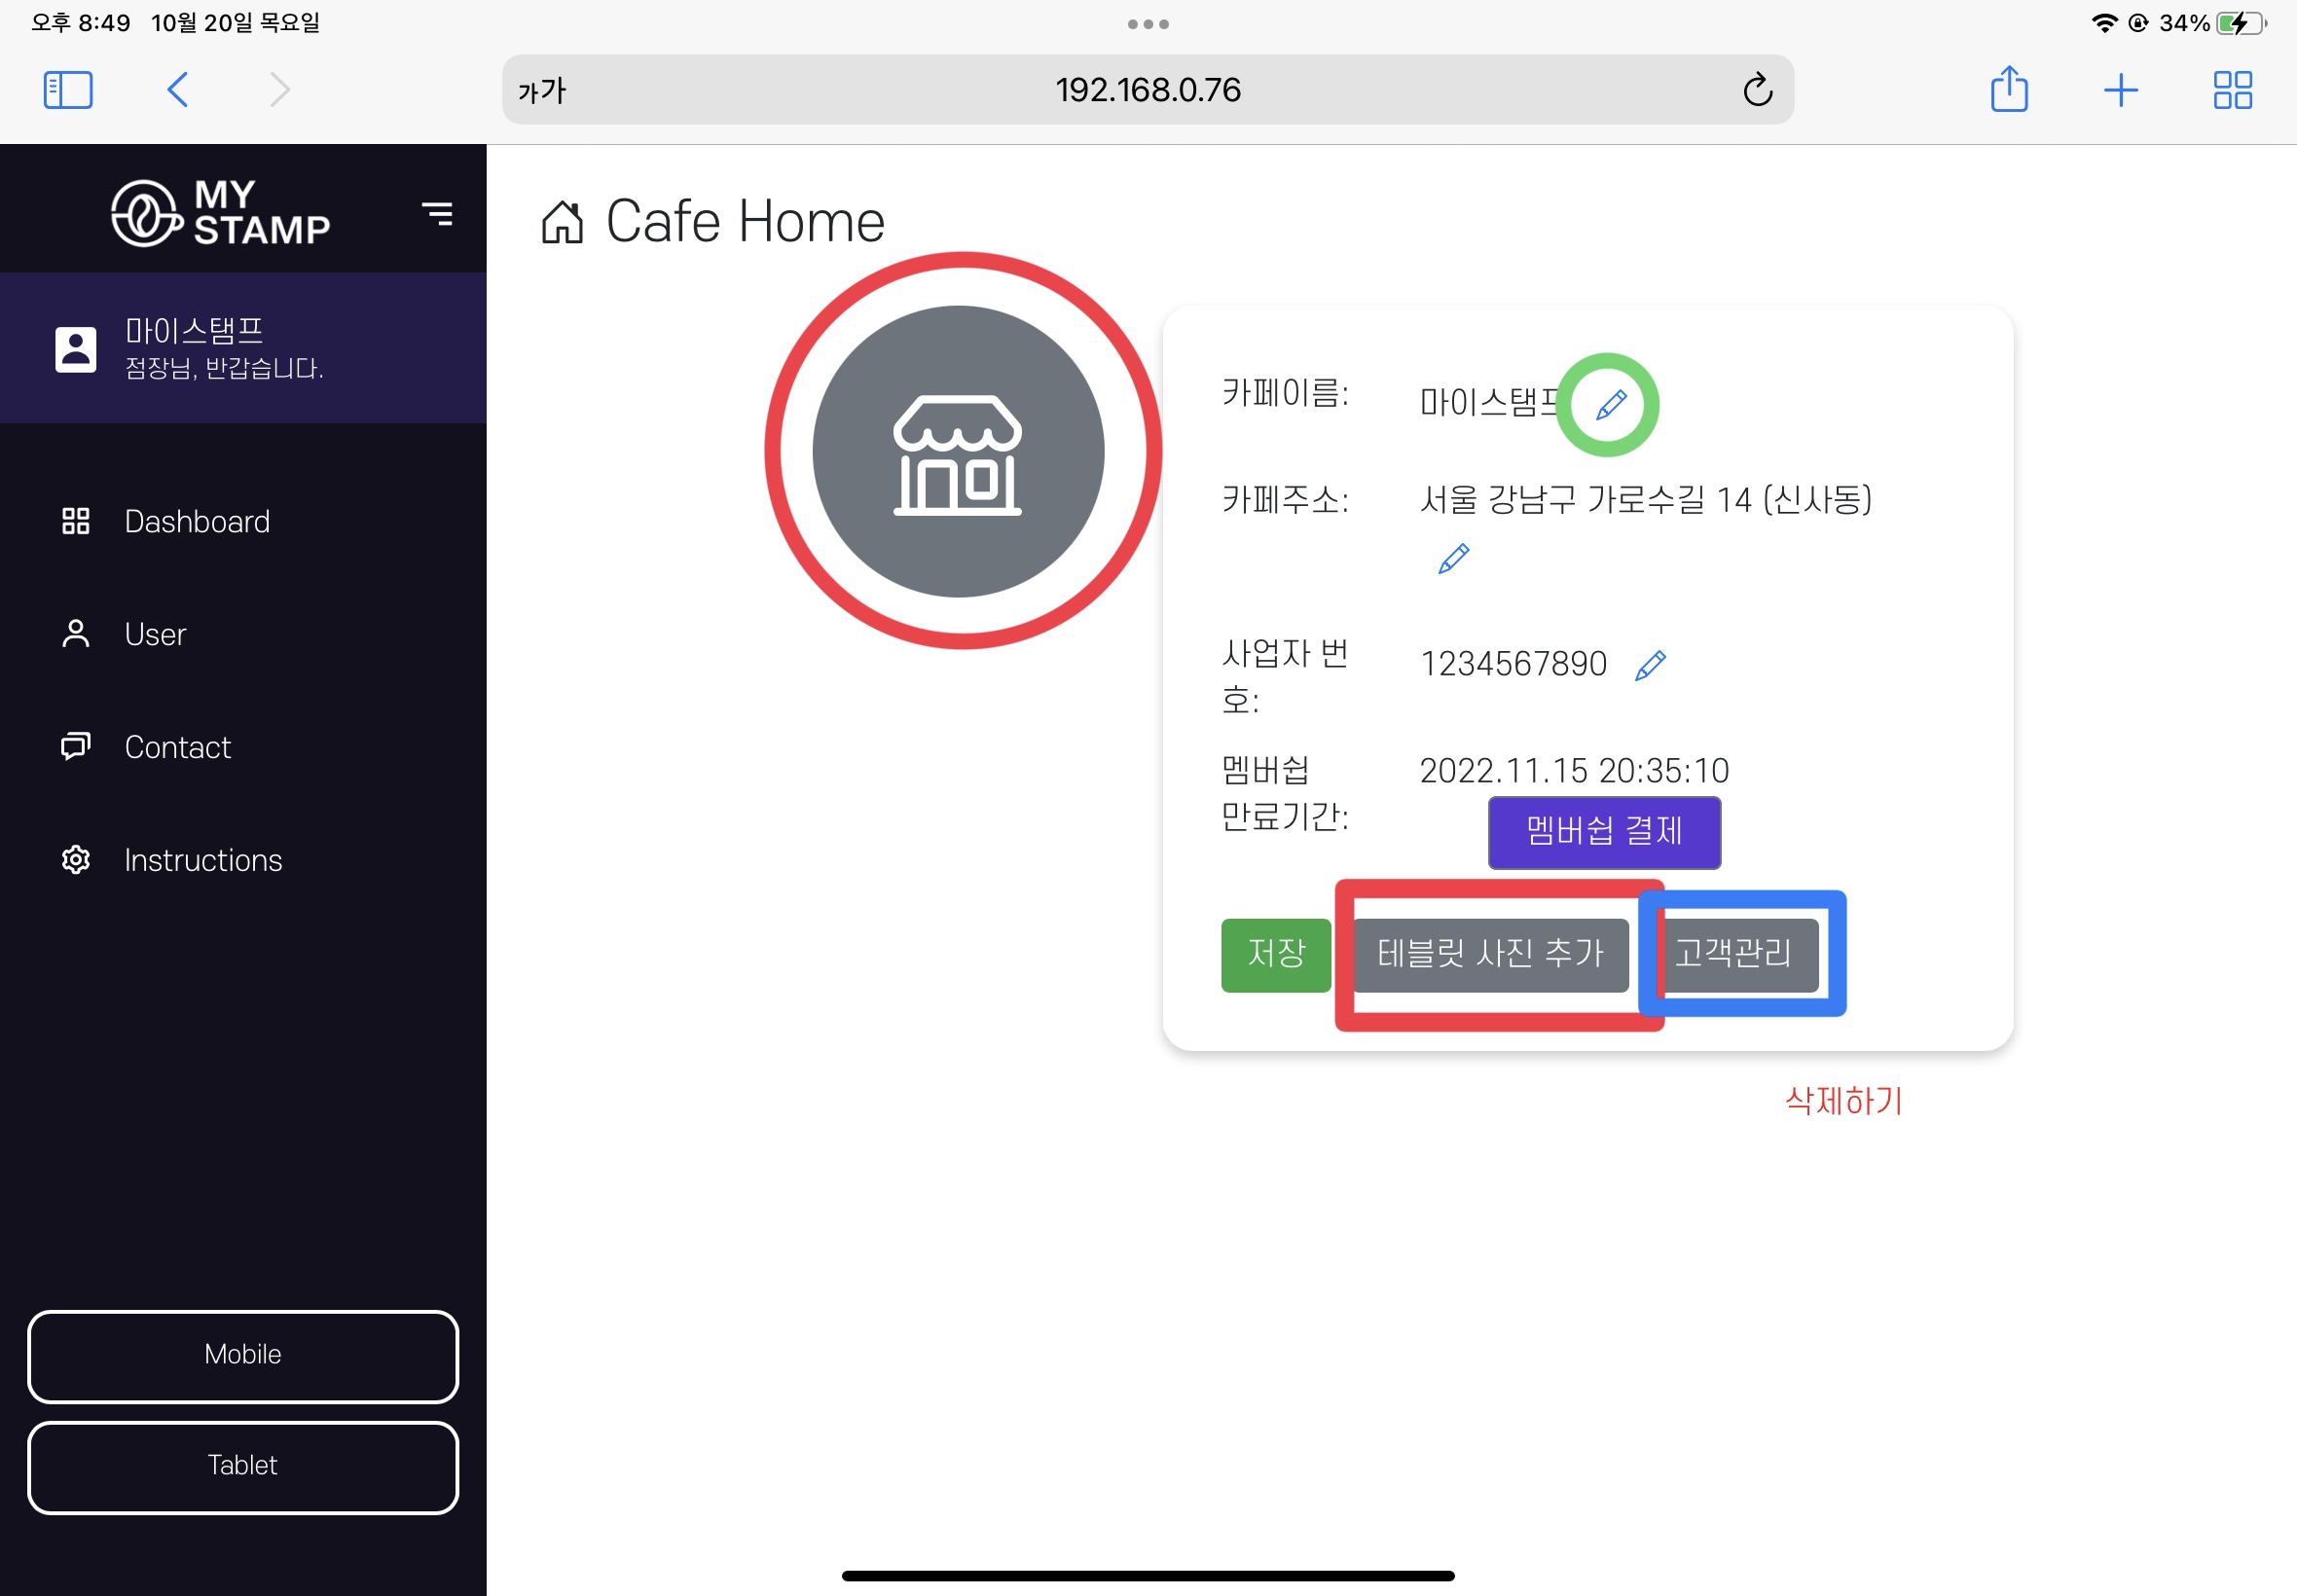 오후 8:49 10월 20일 목요일
34%
가가
192.168.0.76
MY
STAMP
마이스탬프
점장님, 반갑습니다.
Dashboard
User
Contact
Instructions
Mobile
Tablet
Cafe Home
카페이름:
마이스탬프
카페주소:
서울 강남구 가로수길 14 (신사동)
사업자 번
호:
1234567890
멤버쉽
만료기간:
2022.11.15 20:35:10
멤버쉽 결제
저장
테블릿 사진 추가
고객관리
삭제하기